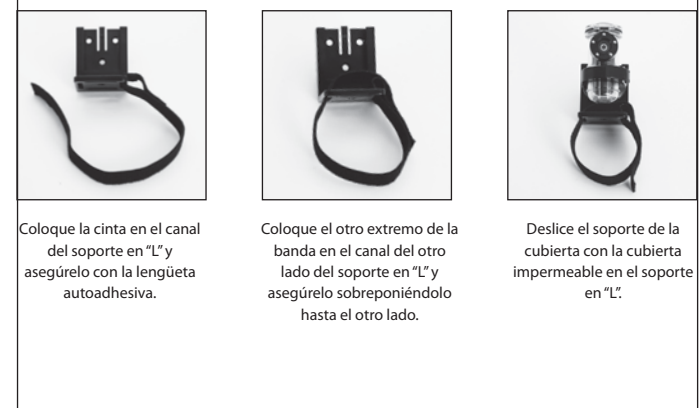 Coloque la cinta en el canal
del soporte en “L” y
asegúrelo con la lengüeta
autoadhesiva.
Coloque el otro extremo de la
banda en el canal del otro
lado del soporte en “L” y
asegúrelo sobreponiéndolo
hasta el otro lado.
Deslice el soporte de la
cubierta con la cubierta
impermeable en el soporte
en “L”.